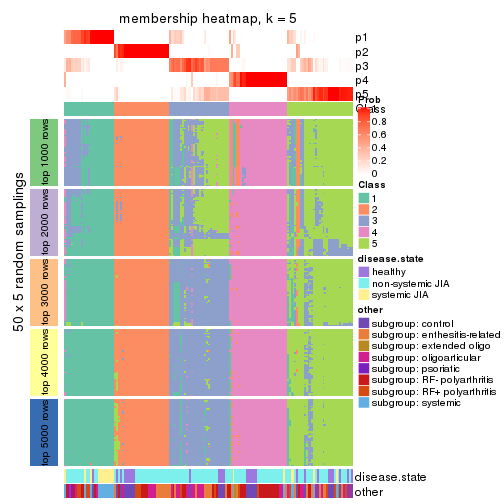 membership heatmap, k = 5
p1
p2
p3
p4
p5
Class
Prob
1
0.8
0.6
0.4
0.2
0
Class
1
2
3
4
5
disease.state
healthy
non-systemic JIA
systemic JIA
other
subgroup: control
subgroup: enthesitis-related
subgroup: extended oligo
subgroup: oligoarticular
subgroup: psoriatic
subgroup: RF- polyarthritis
subgroup: RF+ polyarthritis
subgroup: systemic
50 x 5 random samplings
top 1000 rows
top 2000 rows
top 3000 rows
top 4000 rows
top 5000 rows
disease.state
other